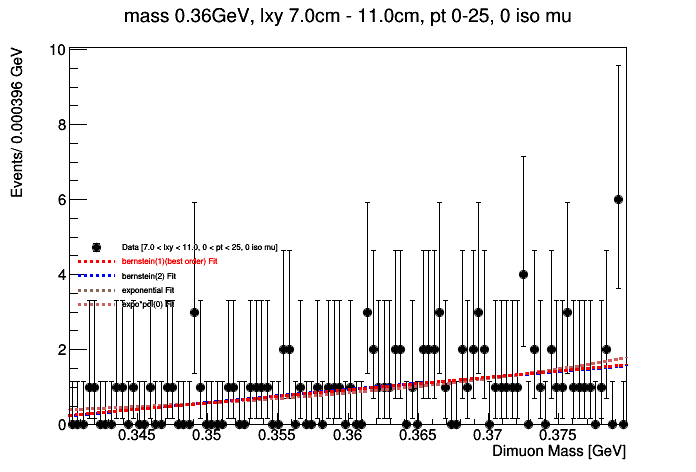 mass 0.36GeV, lxy 7.0cm - 11.0cm, pt 0-25, 0 iso mu
Events/ 0.000396 GeV
10
8
6
4
2
0
Data [7.0 < lxy < 11.0, 0 < pt < 25, 0 iso mu]
bernstein(1)(best order) Fit
bernstein(2) Fit
exponential Fit
expo*pol(0) Fit
0.345 0.35 0.355 0.36 0.365 0.37 0.375
Dimuon Mass [GeV]